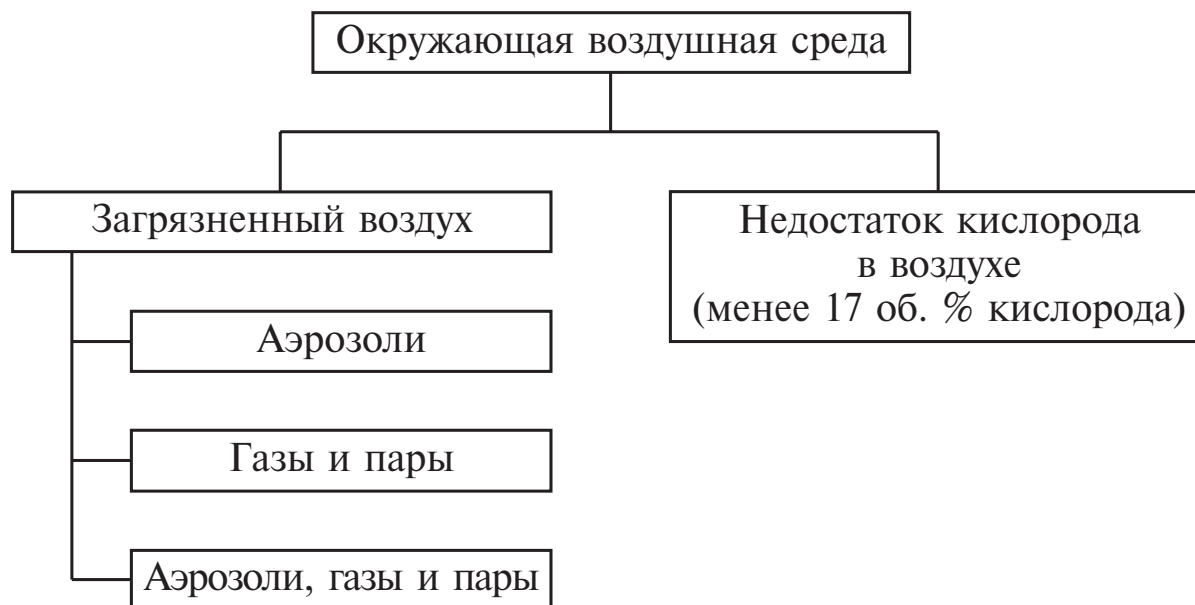 Окружающая воздушная среда
Загрязненный воздух
Недостаток кислорода
в воздухе
(менее 17 об. % кислорода)
Аэрозоли
Газы и пары
Аэрозоли, газы и пары